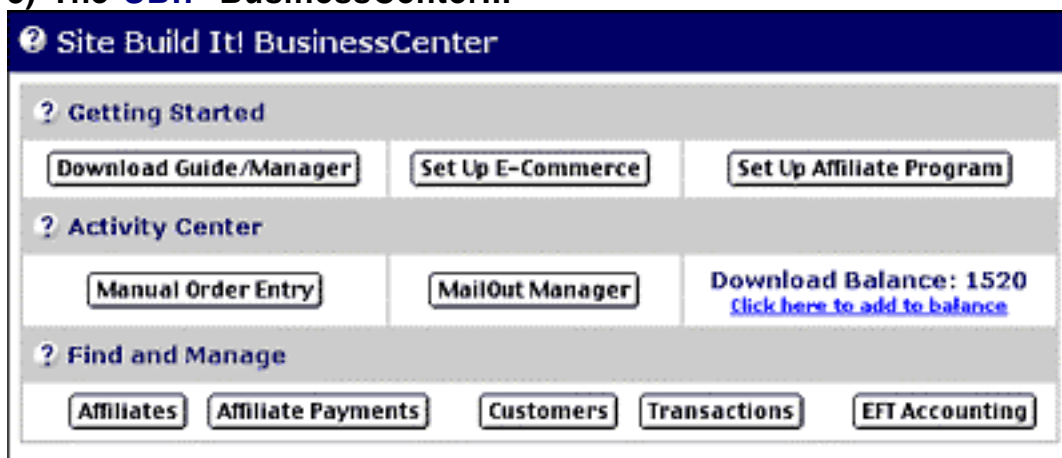 BusinessCenter...
? Site Build It! BusinessCenter
? Getting Started
Download Guide/Manager Set Up E-Commerce Set Up Affiliate Program
? Activity Center
Manual Order Entry MailOut Manager Download Balance: 1520
Click here to add to balance
? Find and Manage
Affiliates Affiliate Payments Customers Transactions EFT Accounting